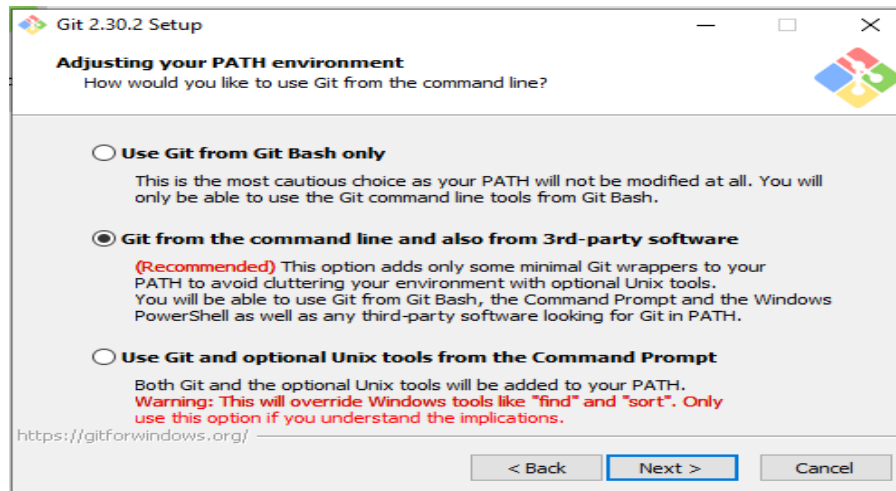 Git 2.30.2 Setup
Adjusting your PATH environment
How would you like to use Git from the command line?
Use Git from Git Bash only
This is the most cautious choice as your PATH will not be modified at all. You will
only be able to use the Git command line tools from Git Bash.
Git from the command line and also from 3rd-party software
(Recommended) This option adds only some minimal Git wrappers to your
PATH to avoid cluttering your environment with optional Unix tools.
You will be able to use Git from Git Bash, the Command Prompt and the Windows
PowerShell as well as any third-party software looking for Git in PATH.
Use Git and optional Unix tools from the Command Prompt
Both Git and the optional Unix tools will be added to your PATH.
Warning: This will override Windows tools like "find" and "sort". Only
use this option if you understand the implications.
https://gitforwindows.org/
< Back Next > Cancel